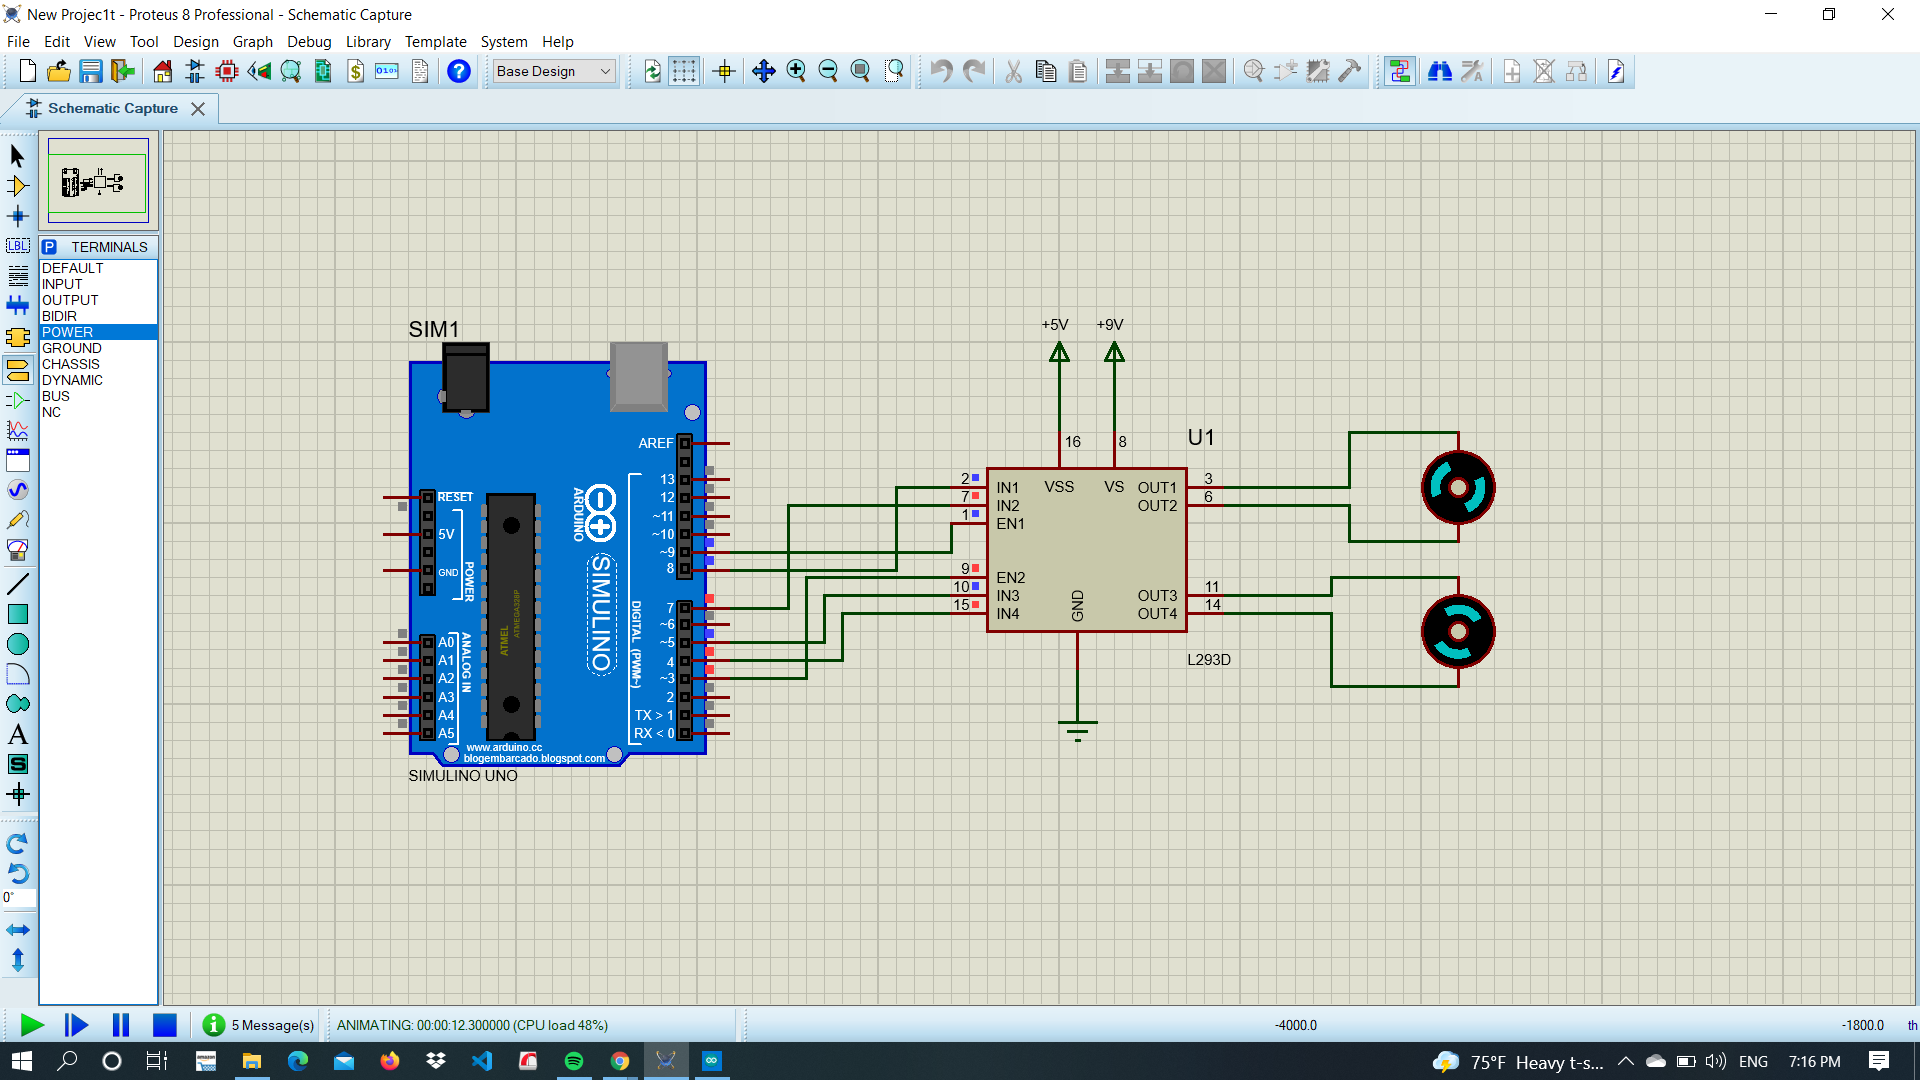 New Projec1t - Proteus 8 Professional - Schematic Capture
File Edit View Tool Design Graph Debug Library Template System Help
Base Design
Schematic Capture
LBL
P TERMINALS
DEFAULT
INPUT
OUTPUT
BIDIR
POWER
GROUND
CHASSIS
DYNAMIC
BUS
NC
A
S
0°
SIM1
AREF
13
12
~11
~10
~9
8
7
~6
~5
4
~3
2
TX > 1
RX < 0
RESET
5V
GND
POWER
A0
A1
A2
A3
A4
A5
ANALOG IN
ATMEL
ATMEGA328P
ARDUINO
SIMULINO
DIGITAL (PWM~)
www.arduino.cc
blogembarcado.blogspot.com
SIMULINO UNO
+5V +9V
16 8
U1
2 IN1 VSS VS OUT1 3
7 IN2 OUT2 6
1 EN1
9 EN2
10 IN3 OUT3 11
15 IN4 OUT4 14
GND
L293D
5 Message(s) ANIMATING: 00:00:12.300000 (CPU load 48%) -4000.0 -1800.0 th
75°F Heavy t-s... ENG 7:16 PM